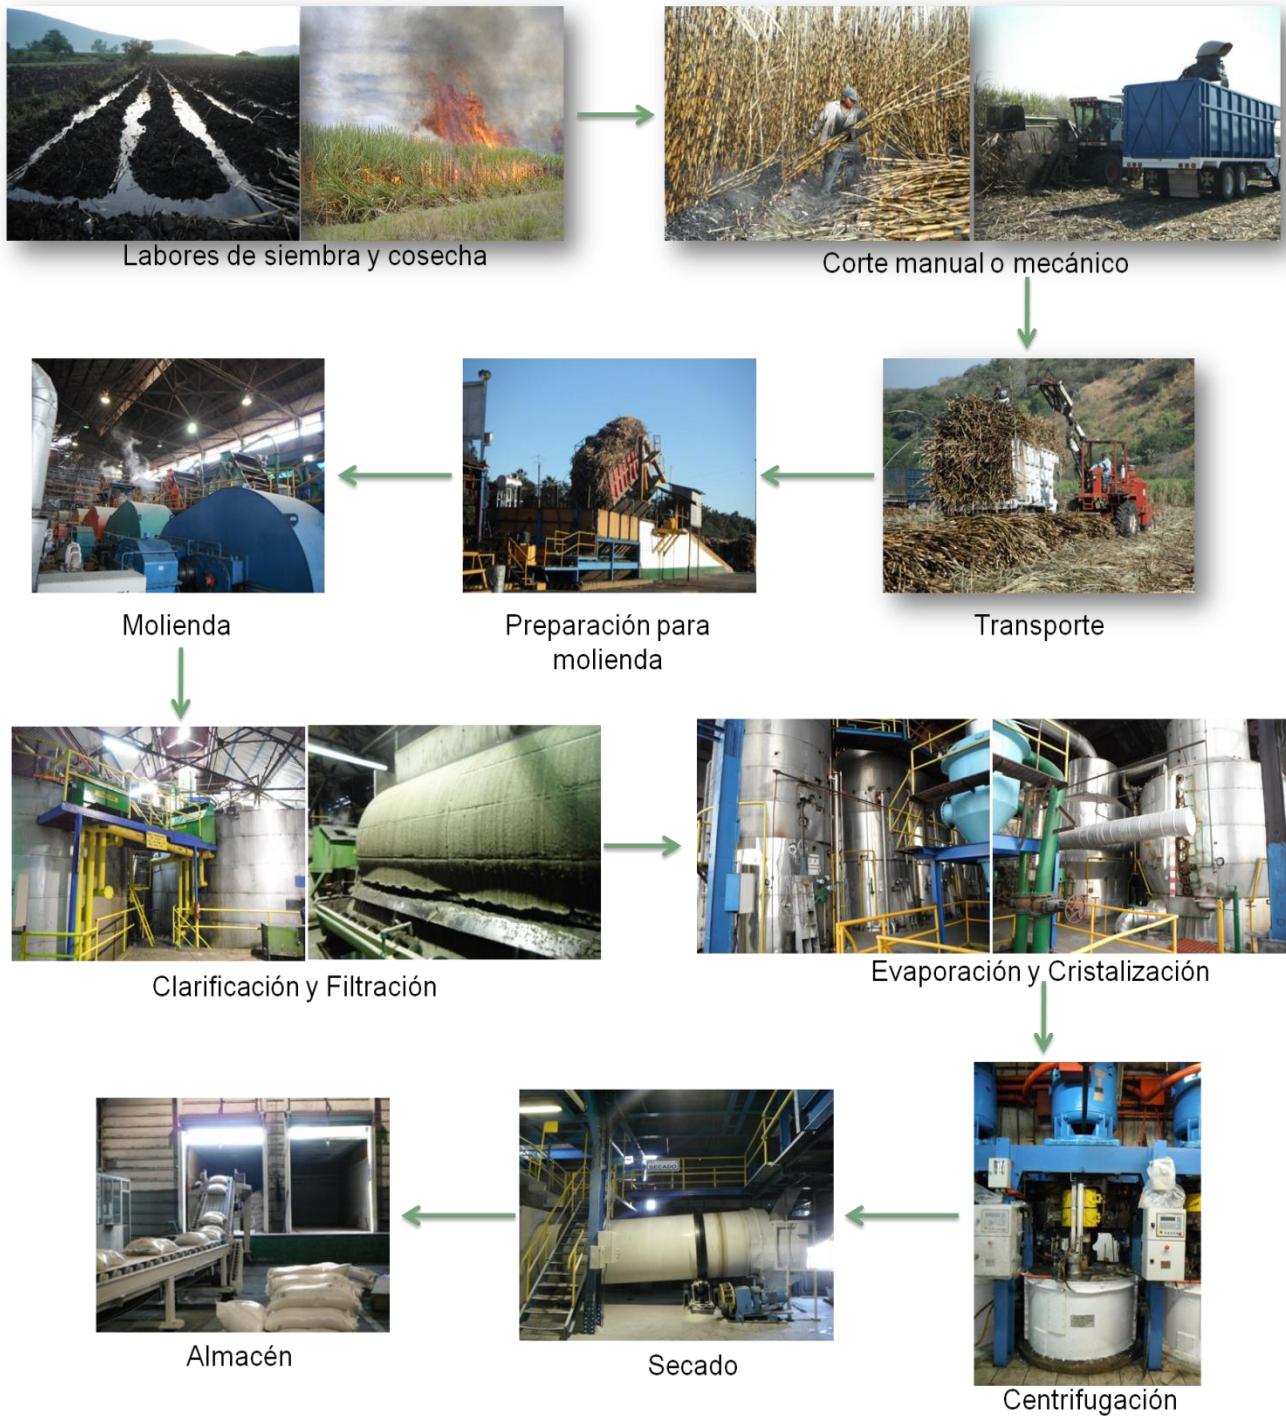 Labores de siembra y cosecha
Corte manual o mecánico
Transporte
Preparación para
molienda
Molienda
Clarificación y Filtración
Evaporación y Cristalización
Centrifugación
SECADO
Secado
Almacén